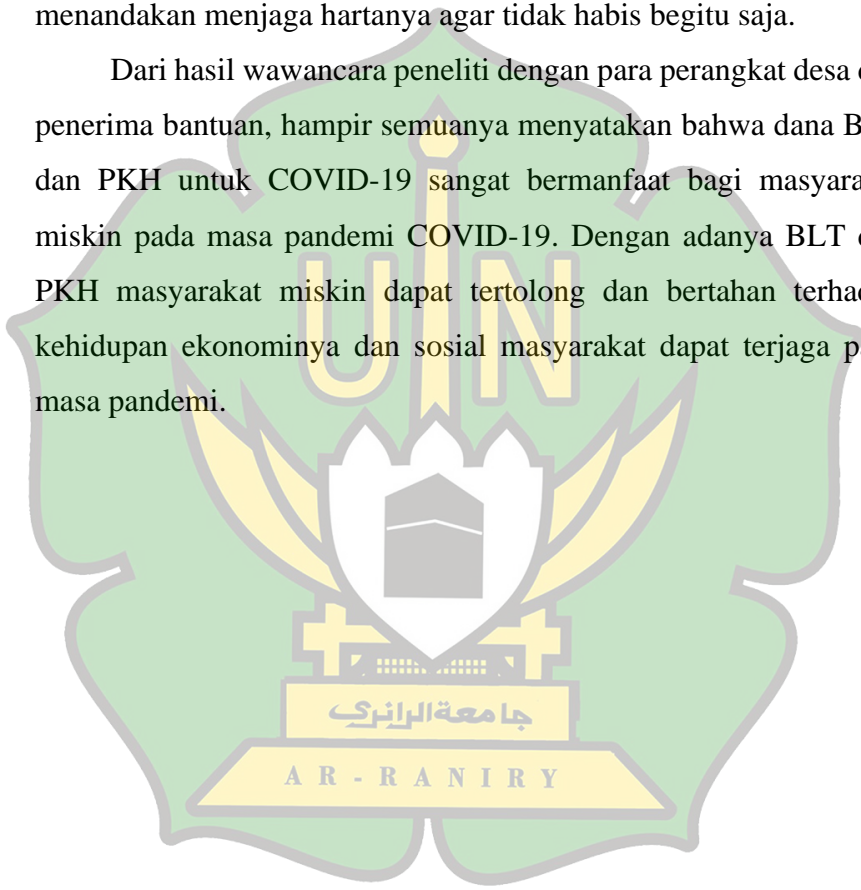 menandakan menjaga hartanya agar tidak habis begitu saja.
Dari hasil wawancara peneliti dengan para perangkat desa
penerima bantuan, hampir semuanya menyatakan bahwa dana
dan PKH untuk COVID-19 sangat bermanfaat bagi
miskin pada masa pandemi COVID-19. Dengan adanya BLT
PKH masyarakat miskin dapat tertolong dan bertahan
kehidupan ekonominya dan sosial masyarakat dapat terjaga
masa pandemi.
UIN
جامعة الرانري
AR-RANIRY